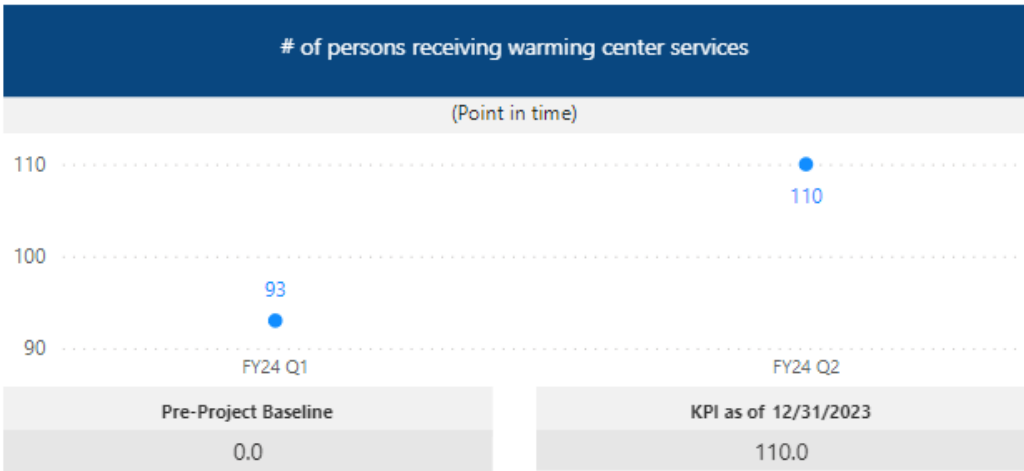 # of persons receiving warming center services
(Point in time)
110
110
100
93
90
FY24 Q1 FY24 Q2
Pre-Project Baseline KPI as of 12/31/2023
0.0 110.0